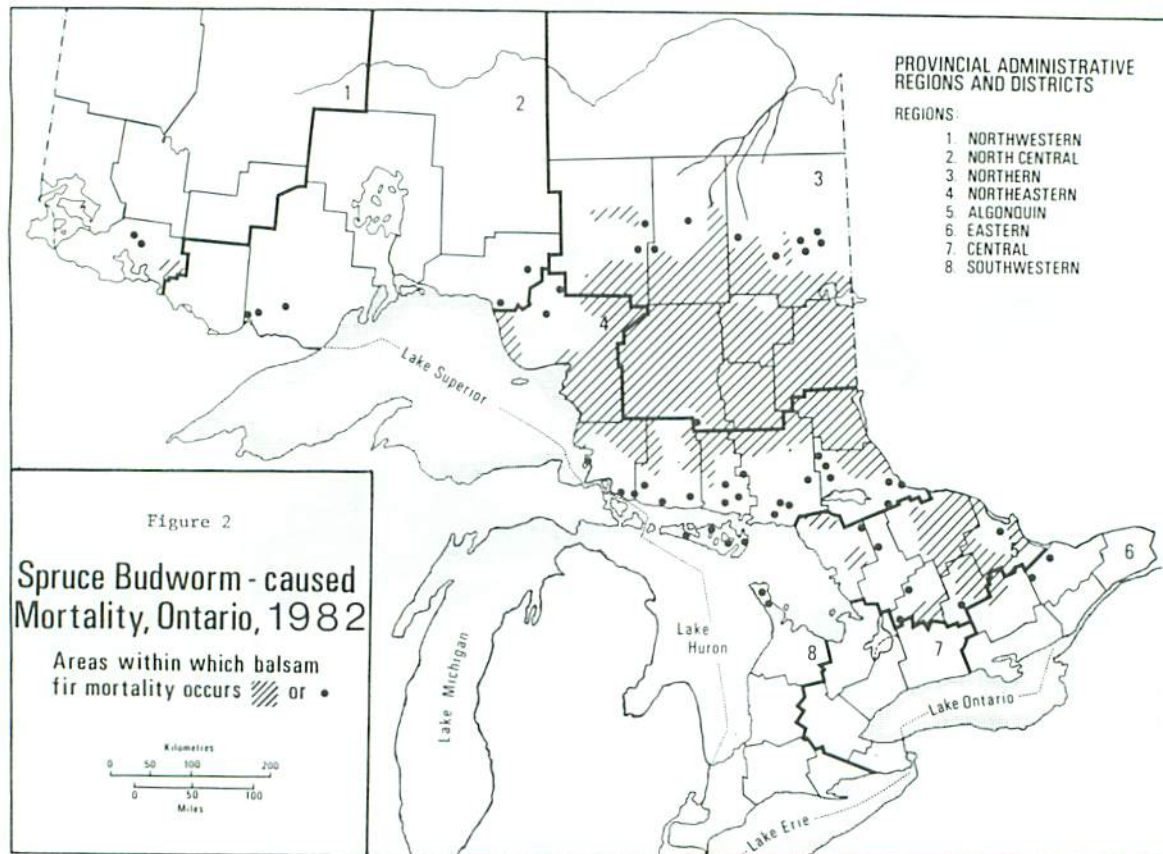 PROVINCIAL ADMINISTRATIVE
REGIONS AND DISTRICTS
REGIONS:
1. NORTHWESTERN
2. NORTH CENTRAL
3. NORTHERN
4. NORTHEASTERN
5. ALGONQUIN
6. EASTERN
7. CENTRAL
8. SOUTHWESTERN
1
2
3
4
6
7
8
Lake Superior
Lake Michigan
Lake
Huron
Lake Ontario
Lake Erie
Figure 2
Spruce Budworm - caused
Mortality, Ontario, 1982
Areas within which balsam
fir mortality occurs or
Kilometres
0 50 100 200
0 50 100
Miles